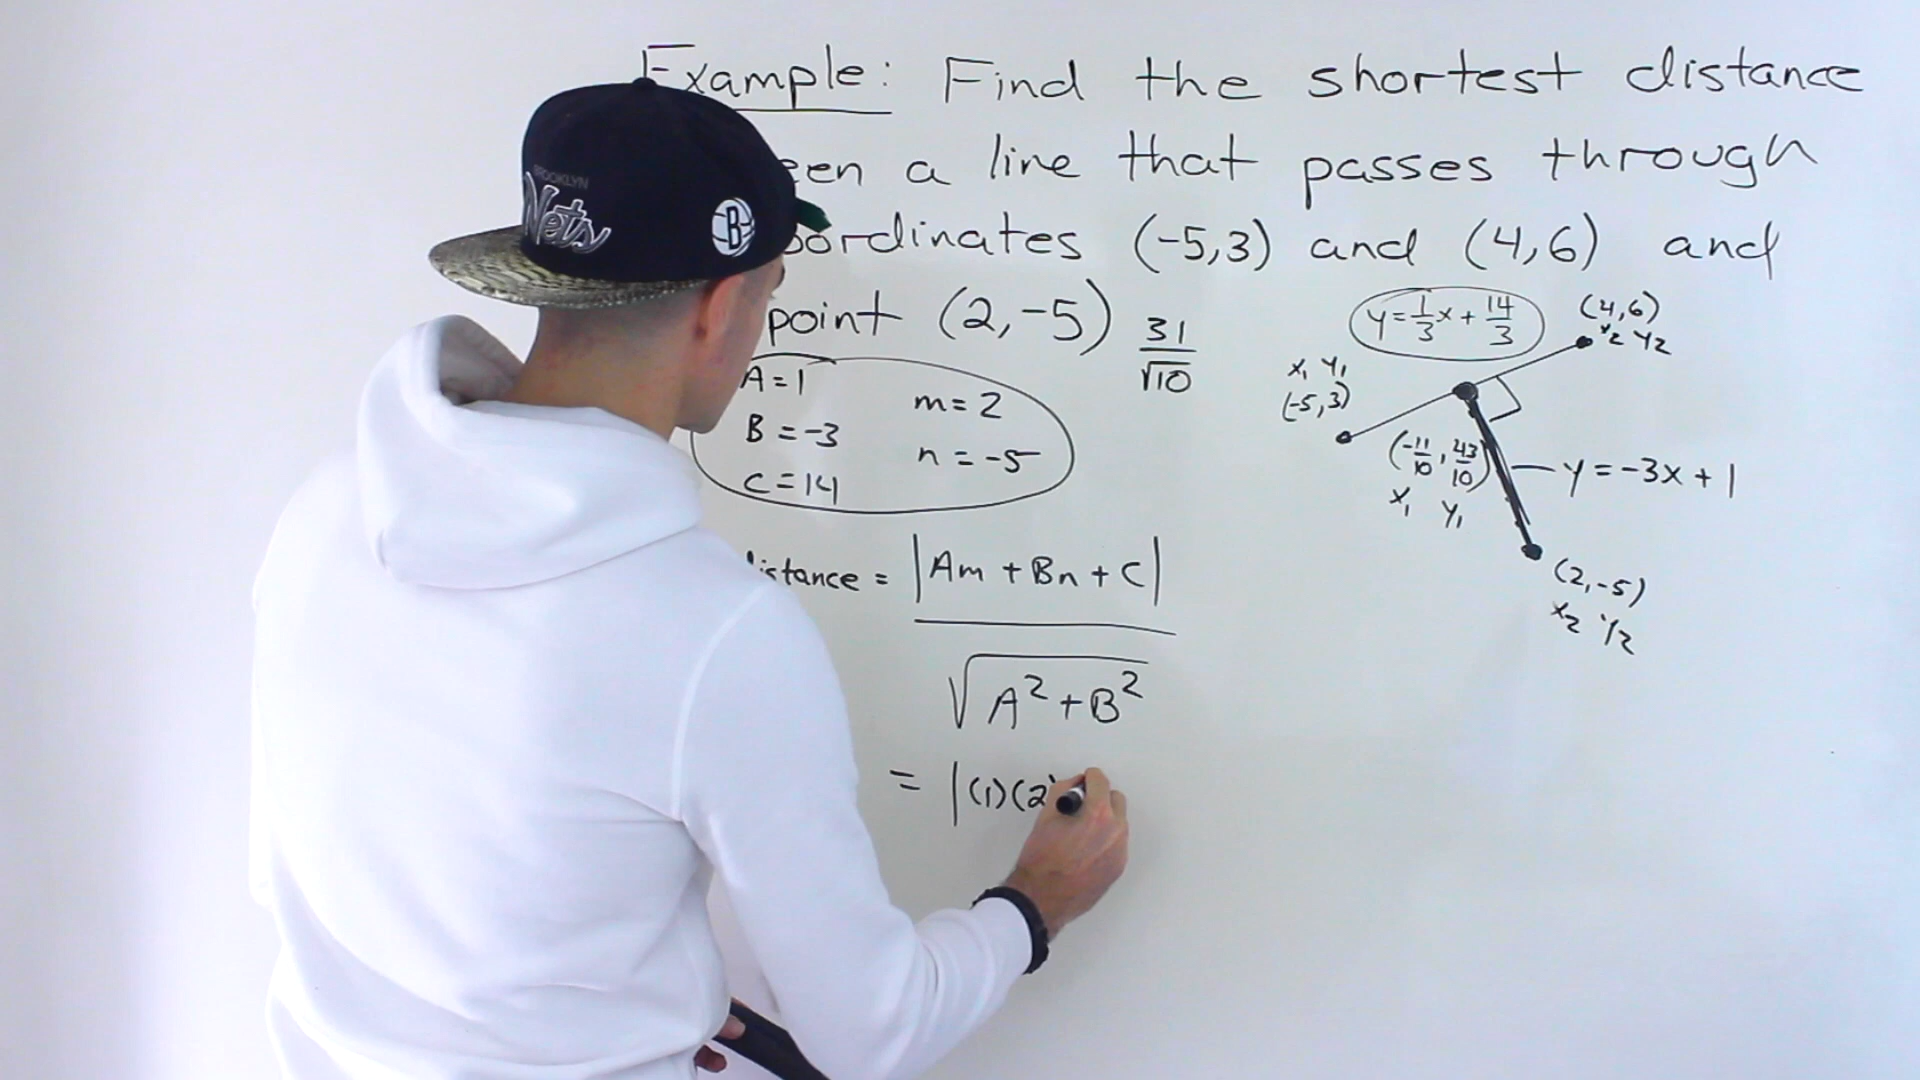 Example: Find the shortest distance
een a line that passes through
oordinates (-5,3) and (4,6) and
point (2,-5)
31/√10
A=1
B=-3
C=14
m=2
n=-5
distance = |Am+Bn+C|
√A²+B²
= |(1)(2)
y=1/3x+14/3
(4,6)
x₂ y₂
x₁ y₁
(-5,3)
(-11/10, 43/10)
x₁ y₁
y=-3x+1
(2,-5)
x₂ y₂
BROOKLYN
Nets
B